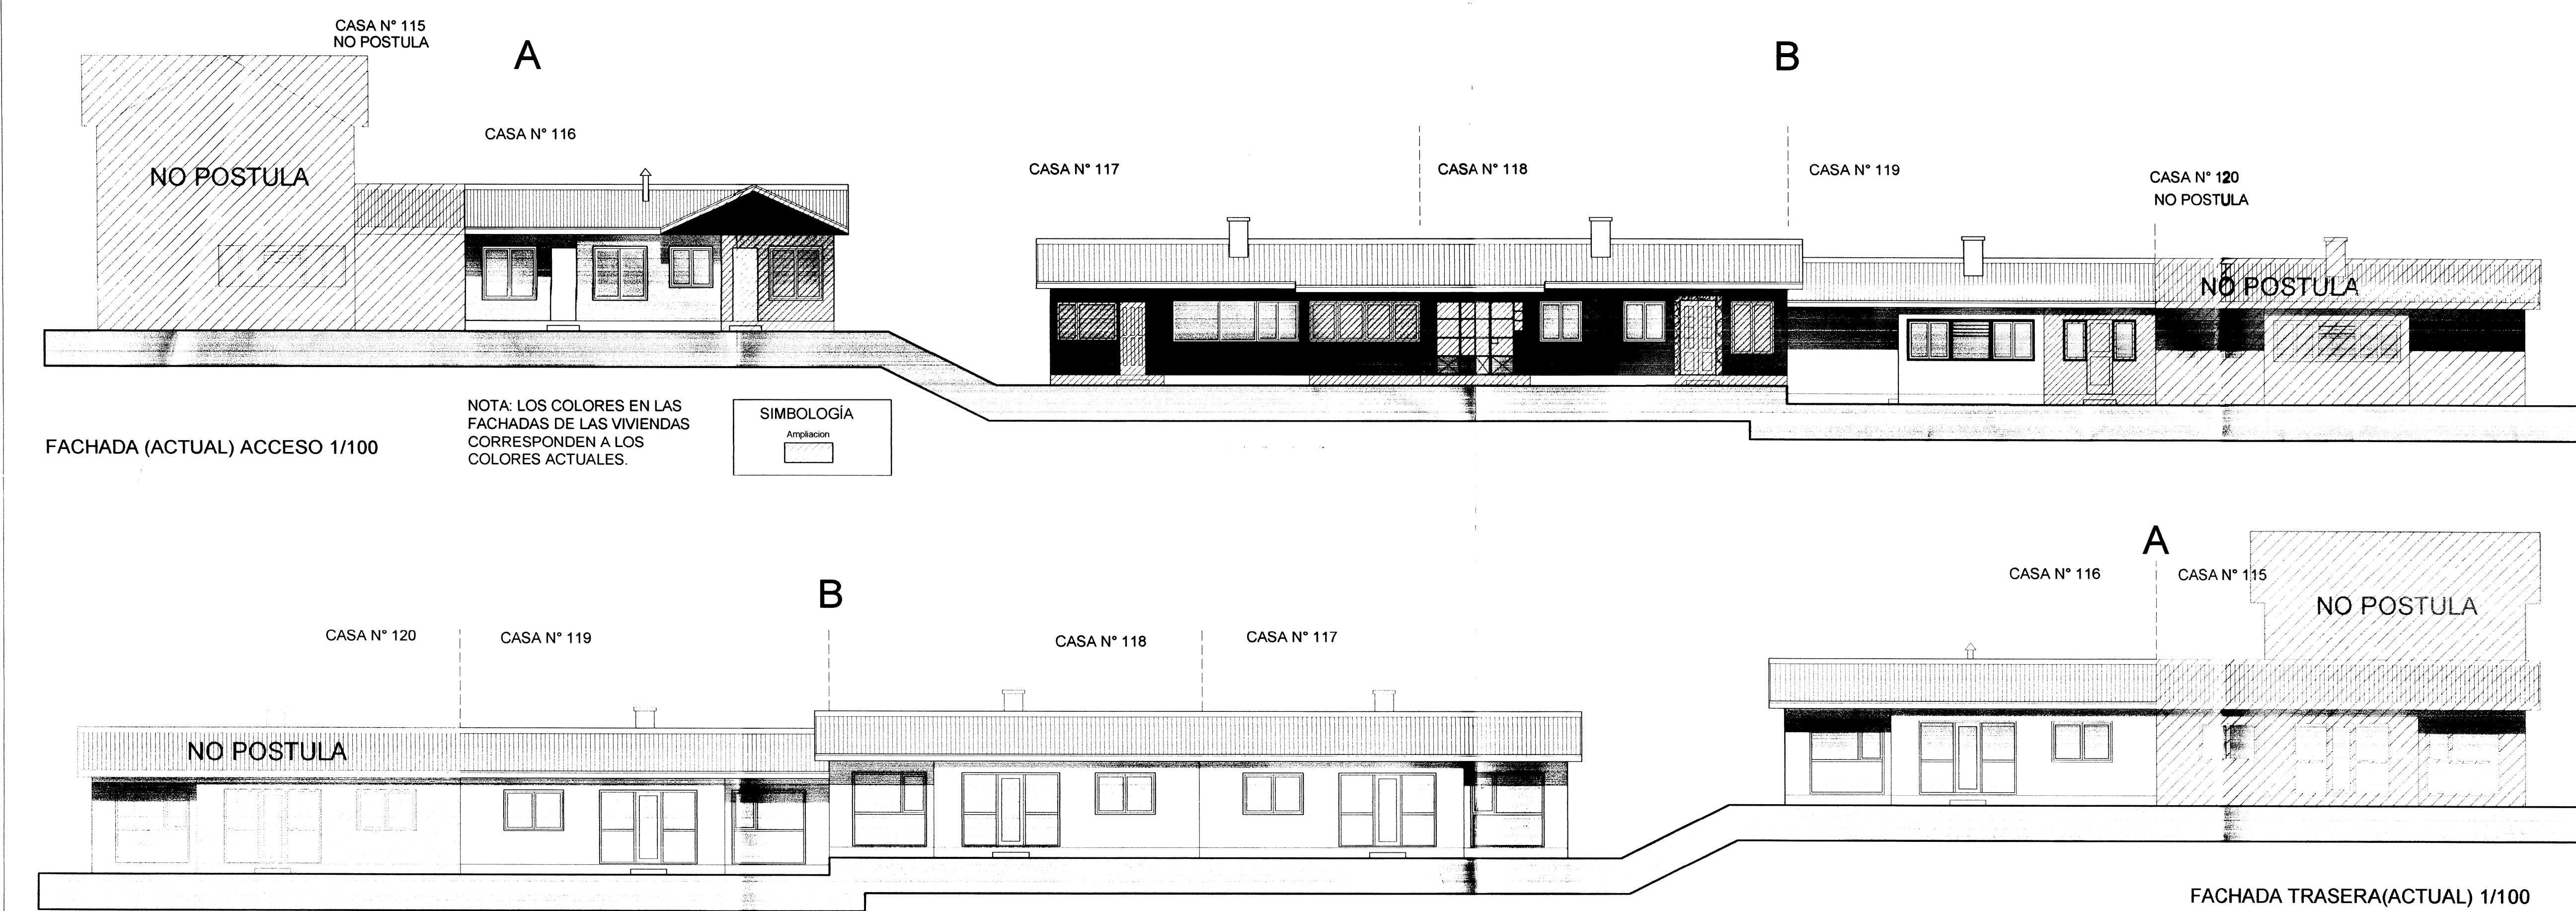 CASA N° 115
NO POSTULA
A
B
NO POSTULA
CASA N° 116
CASA N° 117
CASA N° 118
CASA N° 119
CASA N° 120
NO POSTULA
NO POSTULA
FACHADA (ACTUAL) ACCESO 1/100
NOTA: LOS COLORES EN LAS
FACHADAS DE LAS VIVIENDAS
CORRESPONDEN A LOS
COLORES ACTUALES.
SIMBOLOGÍA
Ampliacion
A
B
CASA N° 116
CASA N° 115
NO POSTULA
CASA N° 120
CASA N° 119
CASA N° 118
CASA N° 117
NO POSTULA
FACHADA TRASERA(ACTUAL) 1/100